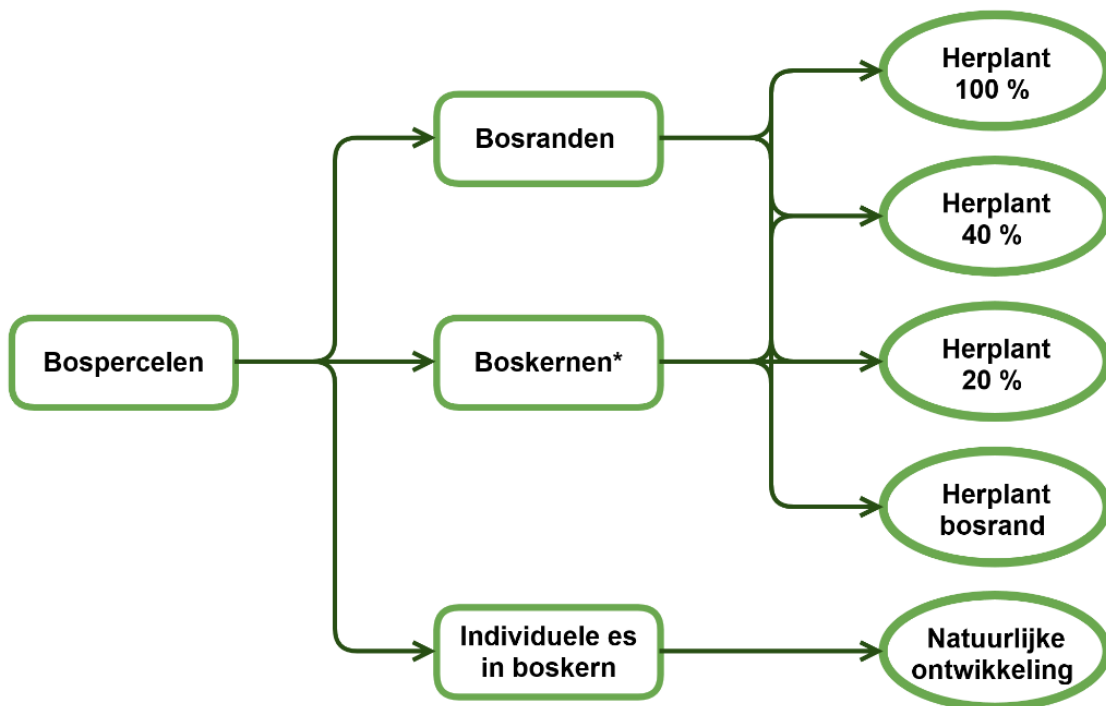 Bospercelen
Bosranden
Boskernen*
Individuele es
in boskern
Herplant
100 %
Herplant
40 %
Herplant
20 %
Herplant
bosrand
Natuurlijke
ontwikkeling